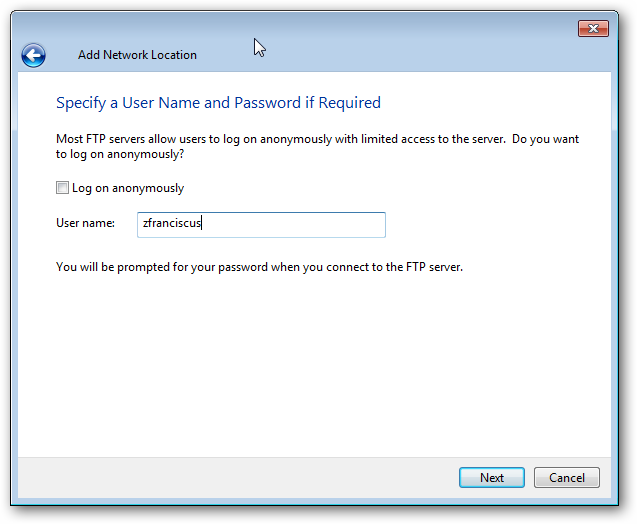 Add Network Location
Specify a User Name and Password if Required
Most FTP servers allow users to log on anonymously with limited access to the server.  Do you want
to log on anonymously?
Log on anonymously
User name: zfranciscus
You will be prompted for your password when you connect to the FTP server.
Next Cancel